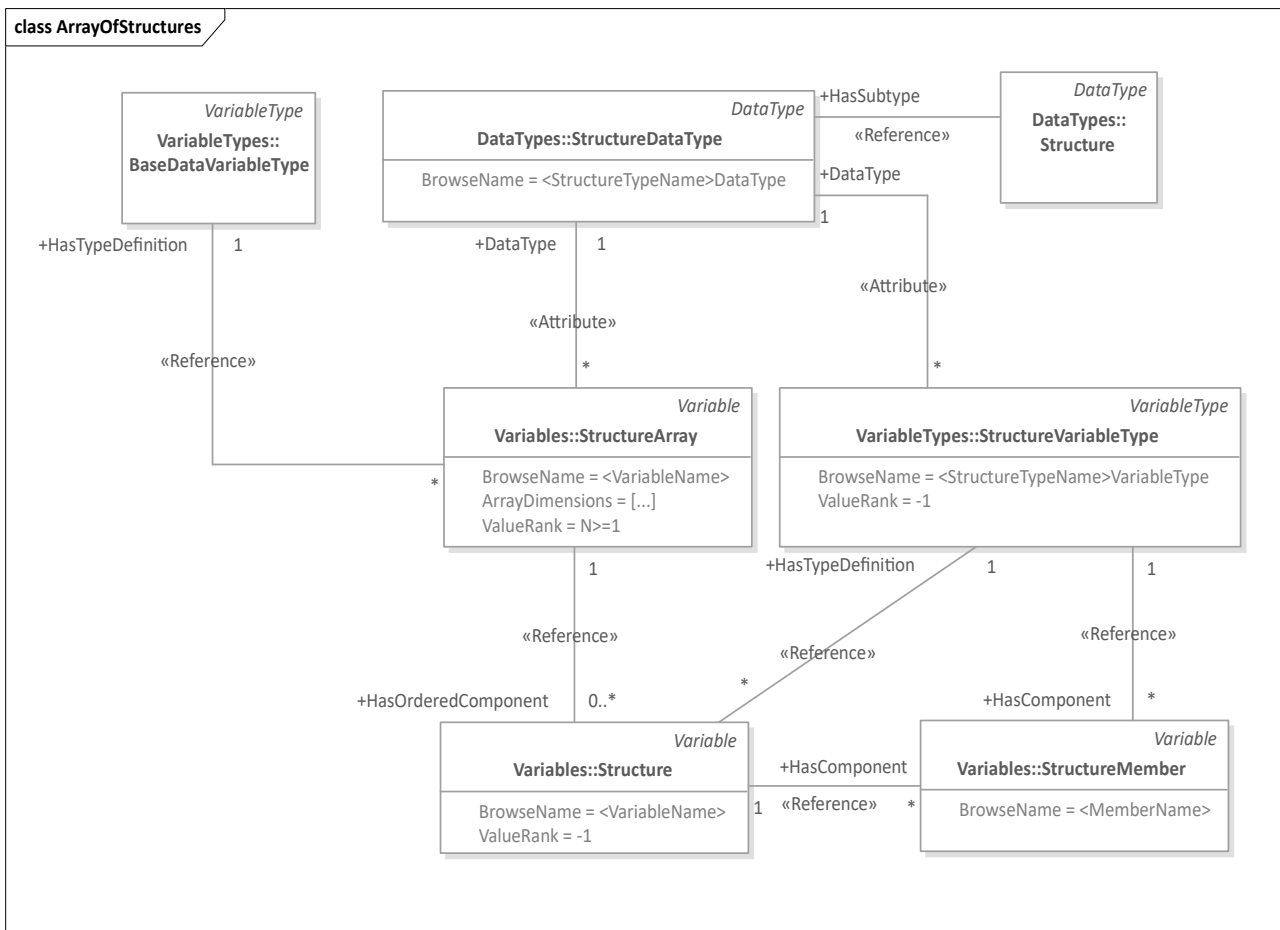 class ArrayOfStructures
VariableType
VariableTypes::
BaseDataVariableType
DataType
DataTypes::StructureDataType
BrowseName = <StructureTypeName>DataType
+HasSubtype
«Reference»
DataType
DataTypes::
Structure
+DataType
1
+HasTypeDefinition
1
+DataType
1
«Attribute»
«Attribute»
«Reference»
*
*
Variable
Variables::StructureArray
BrowseName = <VariableName>
ArrayDimensions = [...]
ValueRank = N>=1
*
VariableType
VariableTypes::StructureVariableType
BrowseName = <StructureTypeName>VariableType
ValueRank = -1
1
+HasTypeDefinition
1
1
«Reference»
«Reference»
«Reference»
*
+HasOrderedComponent
0..*
+HasComponent
*
Variable
Variables::Structure
BrowseName = <VariableName>
ValueRank = -1
+HasComponent
1
«Reference»
*
Variable
Variables::StructureMember
BrowseName = <MemberName>